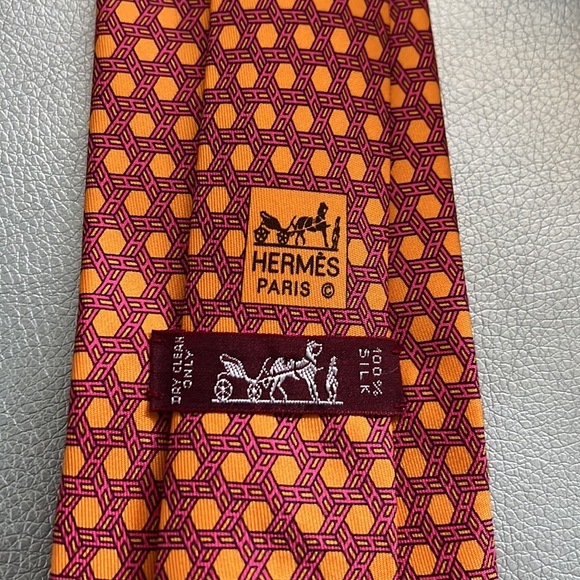 HERMÈS
PARIS ©
DRY CLEAN
ONLY
100%
SILK